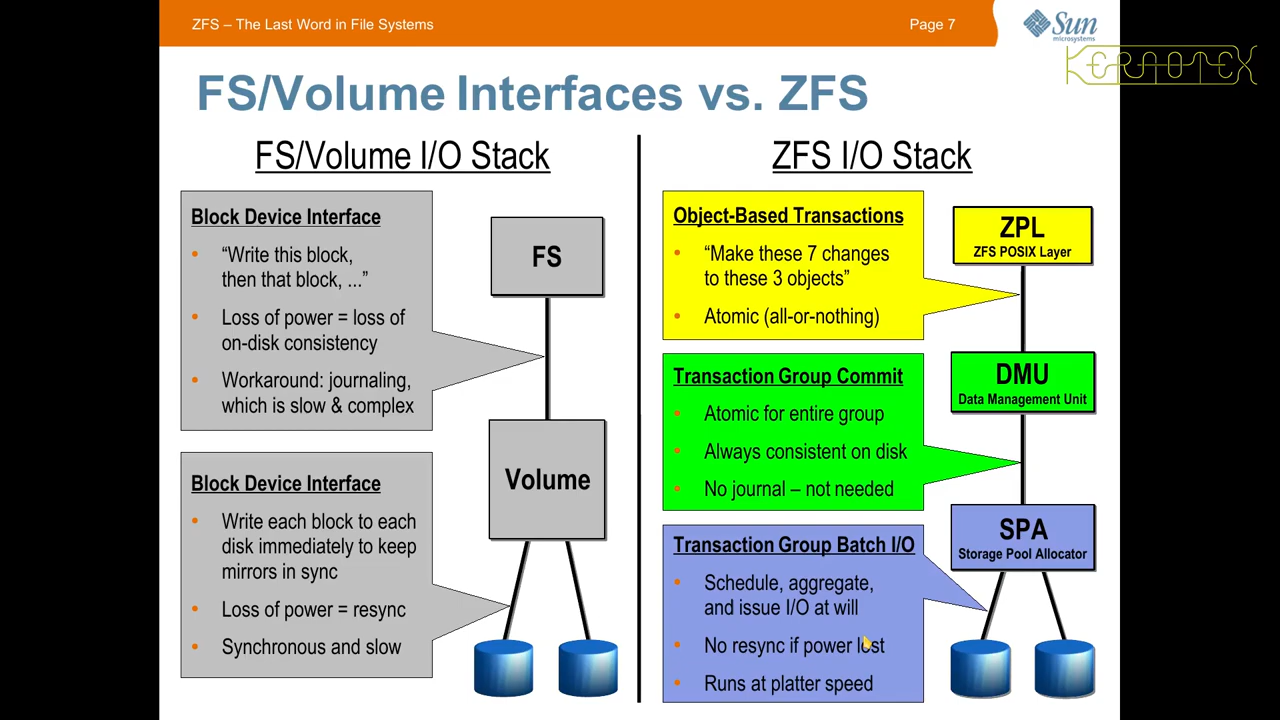 ZFS – The Last Word in File Systems
Page 7
Sun
microsystems
KERNOTEX
FS/Volume Interfaces vs. ZFS
FS/Volume I/O Stack
Block Device Interface
• “Write this block,
then that block, ...”
• Loss of power = loss of
on-disk consistency
• Workaround: journaling,
which is slow & complex
FS
Block Device Interface
• Write each block to each
disk immediately to keep
mirrors in sync
• Loss of power = resync
• Synchronous and slow
Volume
ZFS I/O Stack
Object-Based Transactions
• “Make these 7 changes
to these 3 objects”
• Atomic (all-or-nothing)
ZPL
ZFS POSIX Layer
Transaction Group Commit
• Atomic for entire group
• Always consistent on disk
• No journal – not needed
DMU
Data Management Unit
Transaction Group Batch I/O
• Schedule, aggregate,
and issue I/O at will
• No resync if power lost
• Runs at platter speed
SPA
Storage Pool Allocator